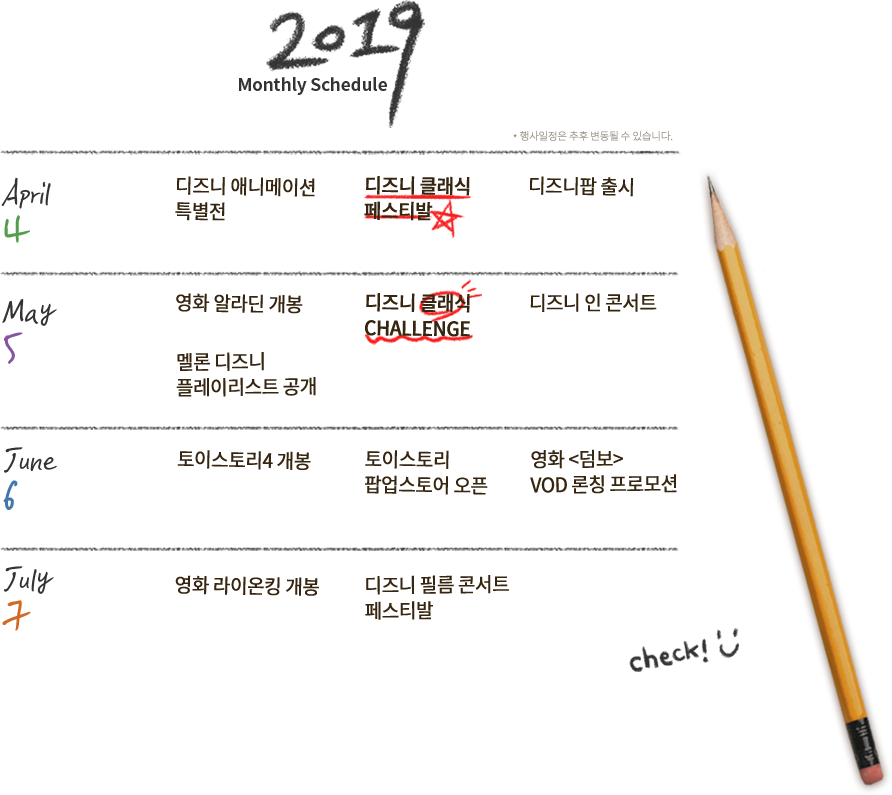 2019
Monthly Schedule
* 행사일정은 추후 변동될 수 있습니다.
April
4
디즈니 애니메이션
특별전
디즈니 클래식
페스티발
디즈니팝 출시
May
5
영화 알라딘 개봉
멜론 디즈니
플레이리스트 공개
디즈니 클래식
CHALLENGE
디즈니 인 콘서트
June
6
토이스토리4 개봉
토이스토리
팝업스토어 오픈
영화 <덤보>
VOD 론칭 프로모션
July
7
영화 라이온킹 개봉
디즈니 필름 콘서트
페스티발
check!